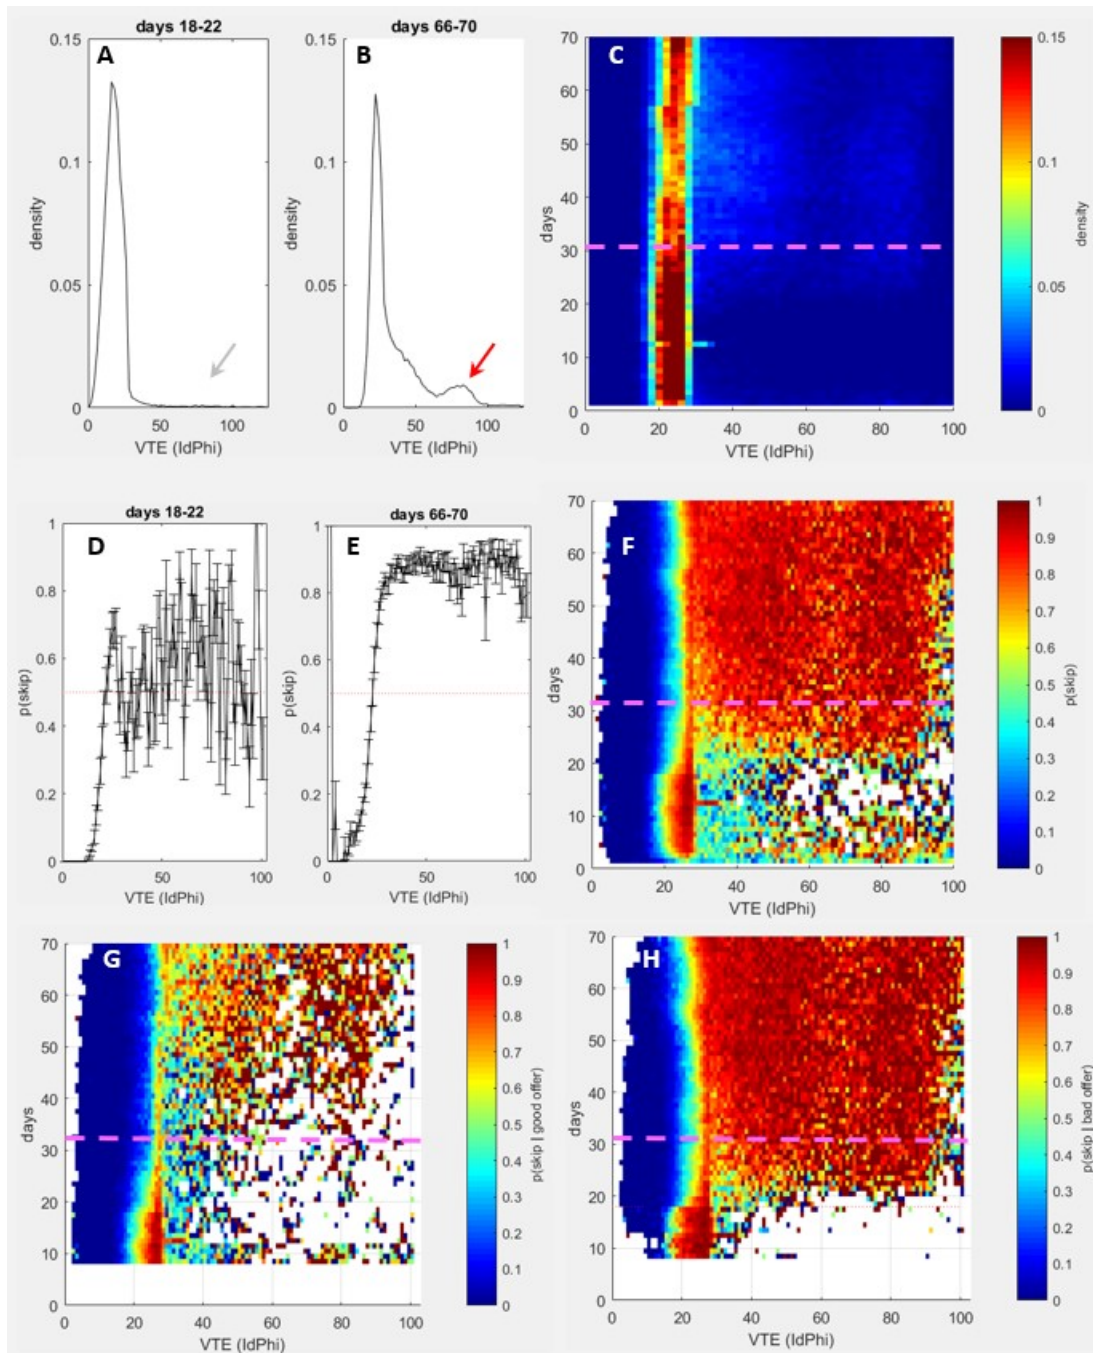 days 18-22
A
0.15
0.1
0.05
0
density
0 50 100
VTE (IdPhi)
days 66-70
B
0.15
0.1
0.05
0
density
0 50 100
VTE (IdPhi)
C
70
60
50
40
30
20
10
0
days
0 20 40 60 80 100
VTE (IdPhi)
0.15
0.1
0.05
0
density
days 18-22
D
1
0.8
0.6
0.4
0.2
0
p(skip)
0 50 100
VTE (IdPhi)
days 66-70
E
1
0.8
0.6
0.4
0.2
0
p(skip)
0 50 100
VTE (IdPhi)
F
70
60
50
40
30
20
10
0
days
0 20 40 60 80 100
VTE (IdPhi)
1
0.9
0.8
0.7
0.6
0.5
0.4
0.3
0.2
0.1
0
p(skip)
G
70
60
50
40
30
20
10
0
days
0 20 40 60 80 100
VTE (IdPhi)
1
0.9
0.8
0.7
0.6
0.5
0.4
0.3
0.2
0.1
0
p(skip | good offer)
H
70
60
50
40
30
20
10
0
days
0 20 40 60 80 100
VTE (IdPhi)
1
0.9
0.8
0.7
0.6
0.5
0.4
0.3
0.2
0.1
0
p(skip | bad offer)